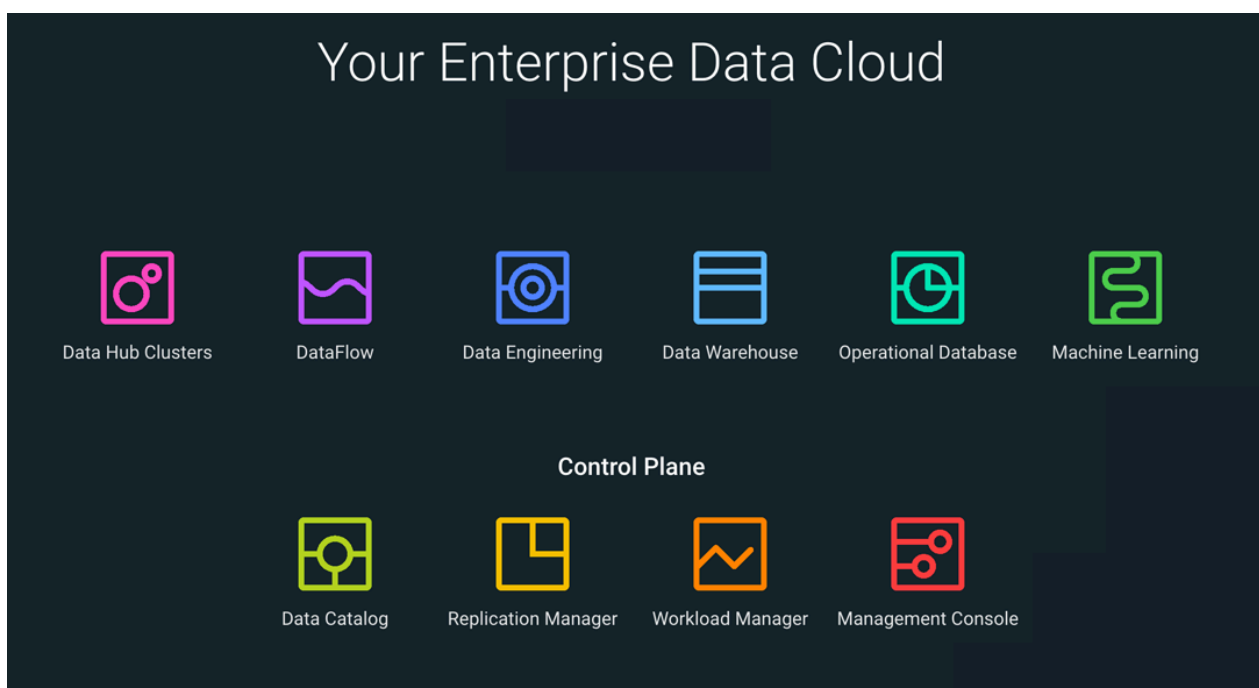 Your Enterprise Data Cloud
Data Hub Clusters
DataFlow
Data Engineering
Data Warehouse
Operational Database
Machine Learning
Control Plane
Data Catalog
Replication Manager
Workload Manager
Management Console